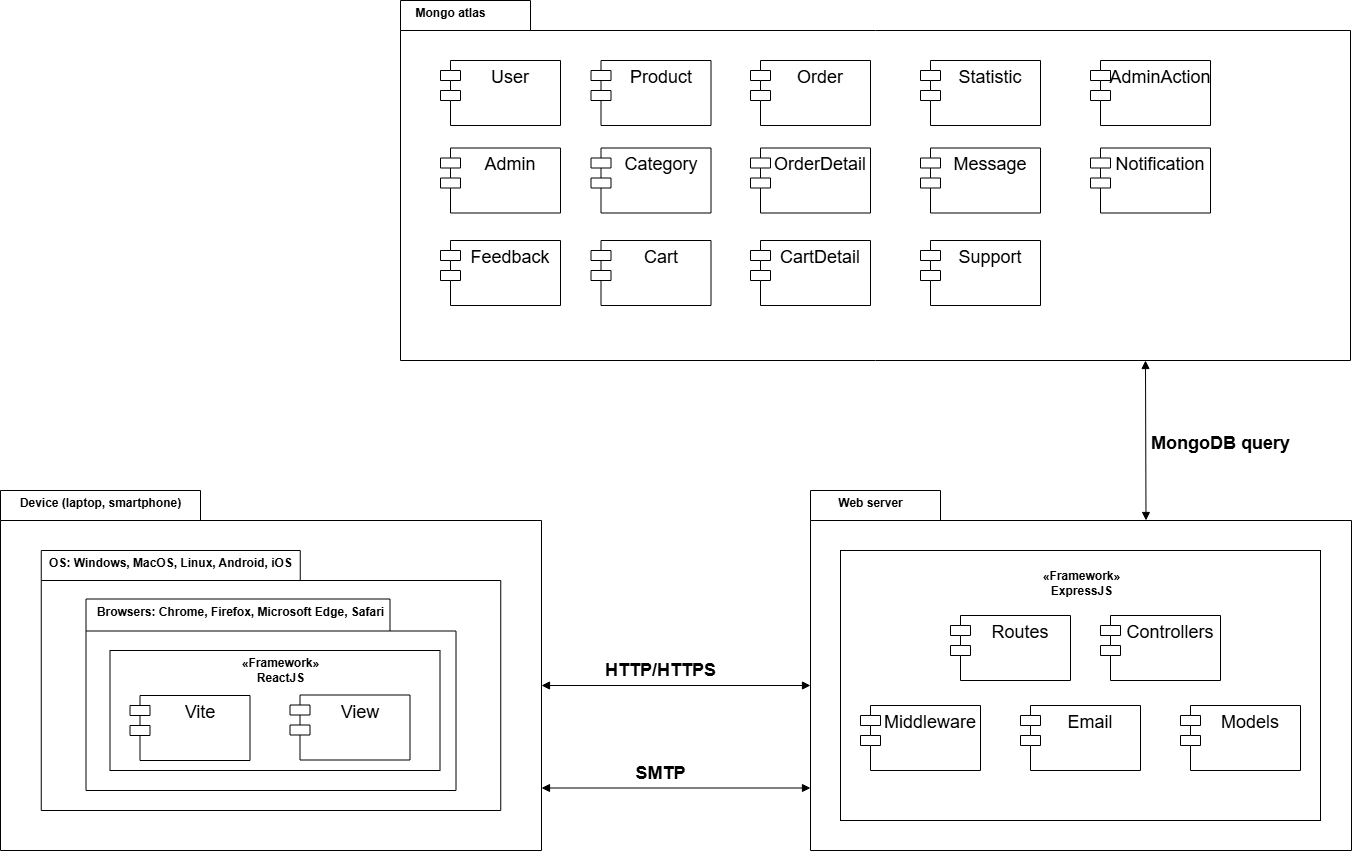 Mongo atlas
User
Product
Order
Statistic
AdminAction
Admin
Category
OrderDetail
Message
Notification
Feedback
Cart
CartDetail
Support
MongoDB query
Device (laptop, smartphone)
OS: Windows, MacOS, Linux, Android, iOS
Browsers: Chrome, Firefox, Microsoft Edge, Safari
«Framework»
ReactJS
Vite
View
HTTP/HTTPS
SMTP
Web server
«Framework»
ExpressJS
Routes
Controllers
Middleware
Email
Models